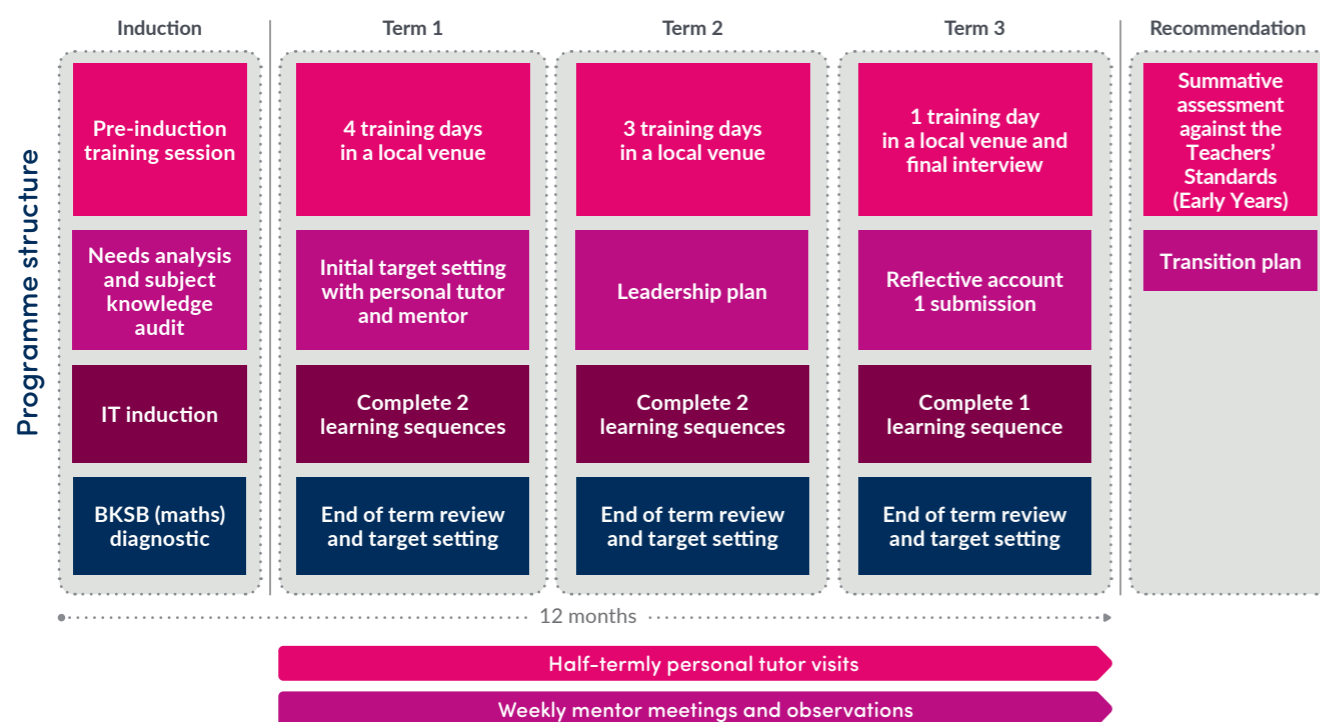 Programme structure
Induction
Term 1
Term 2
Term 3
Recommendation
Pre-induction
training session
4 training days
in a local venue
3 training days
in a local venue
1 training day
in a local venue and
final interview
Summative
assessment
against the
Teachers’
Standards
(Early Years)
Needs analysis
and subject
knowledge
audit
Initial target setting
with personal tutor
and mentor
Leadership plan
Reflective account
1 submission
Transition plan
IT induction
Complete 2
learning sequences
Complete 2
learning sequences
Complete 1
learning sequence
BKSB (maths)
diagnostic
End of term review
and target setting
End of term review
and target setting
End of term review
and target setting
12 months
Half-termly personal tutor visits
Weekly mentor meetings and observations